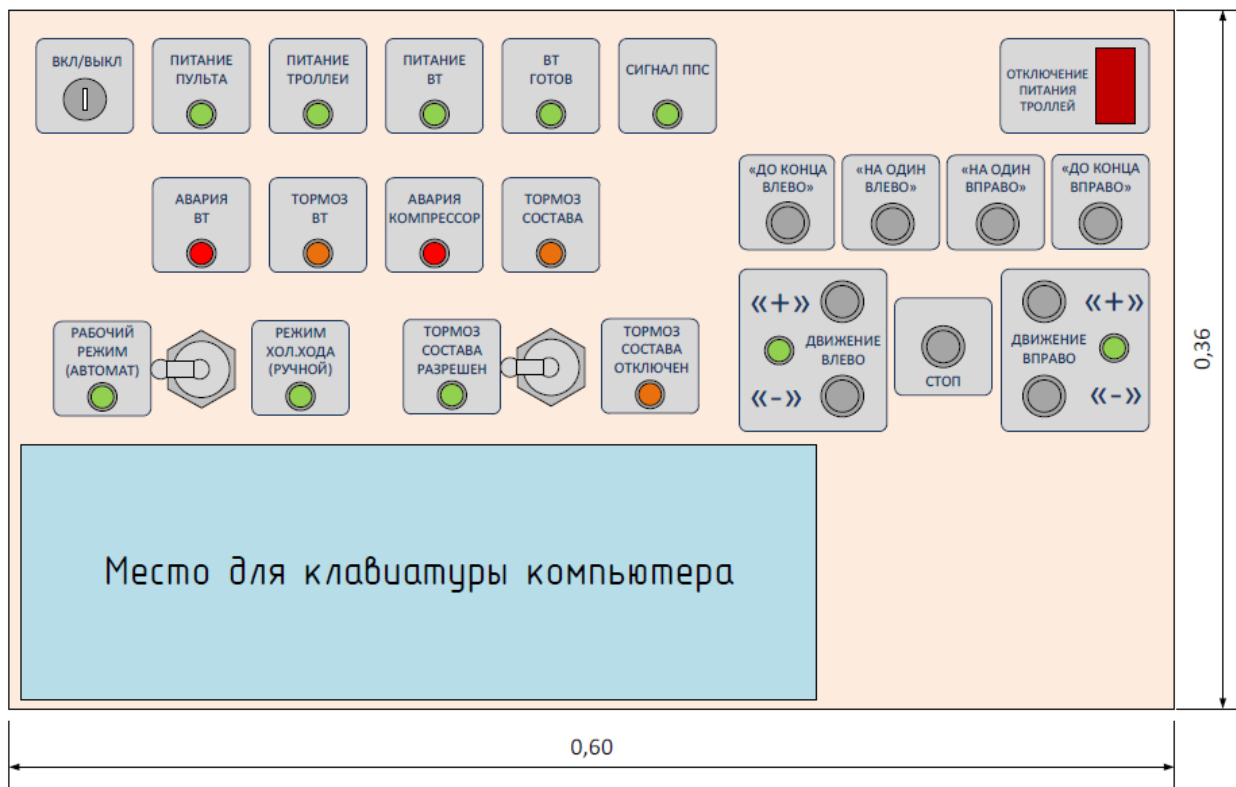 ВКЛ/ВЫКЛ
ПИТАНИЕ
ПУЛЬТА
ПИТАНИЕ
ТРОЛЛЕИ
ПИТАНИЕ
ВТ
ВТ
ГОТОВ
СИГНАЛ ППС
ОТКЛЮЧЕНИЕ
ПИТАНИЯ
ТРОЛЛЕЙ
«ДО КОНЦА
ВЛЕВО»
«НА ОДИН
ВЛЕВО»
«НА ОДИН
ВПРАВО»
«ДО КОНЦА
ВПРАВО»
АВАРИЯ
ВТ
ТОРМОЗ
ВТ
АВАРИЯ
КОМПРЕССОР
ТОРМОЗ
СОСТАВА
«+»
ДВИЖЕНИЕ
ВЛЕВО
«-»
СТОП
«+»
ДВИЖЕНИЕ
ВПРАВО
«-»
РАБОЧИЙ
РЕЖИМ
(АВТОМАТ)
РЕЖИМ
ХОЛ.ХОДА
(РУЧНОЙ)
ТОРМОЗ
СОСТАВА
РАЗРЕШЕН
ТОРМОЗ
СОСТАВА
ОТКЛЮЧЕН
0,36
Место для клавиатуры компьютера
0,60